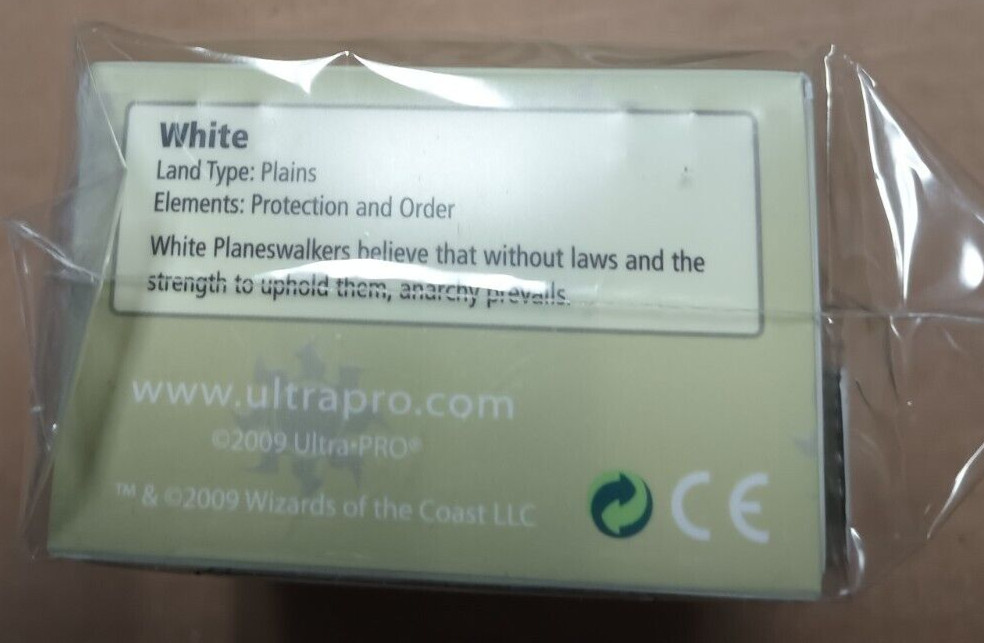 White
Land Type: Plains
Elements: Protection and Order
White Planeswalkers believe that without laws and the
strength to uphold them, anarchy prevails.
www.ultrapro.com
©2009 Ultra•PRO®
™ & ©2009 Wizards of the Coast LLC
CE